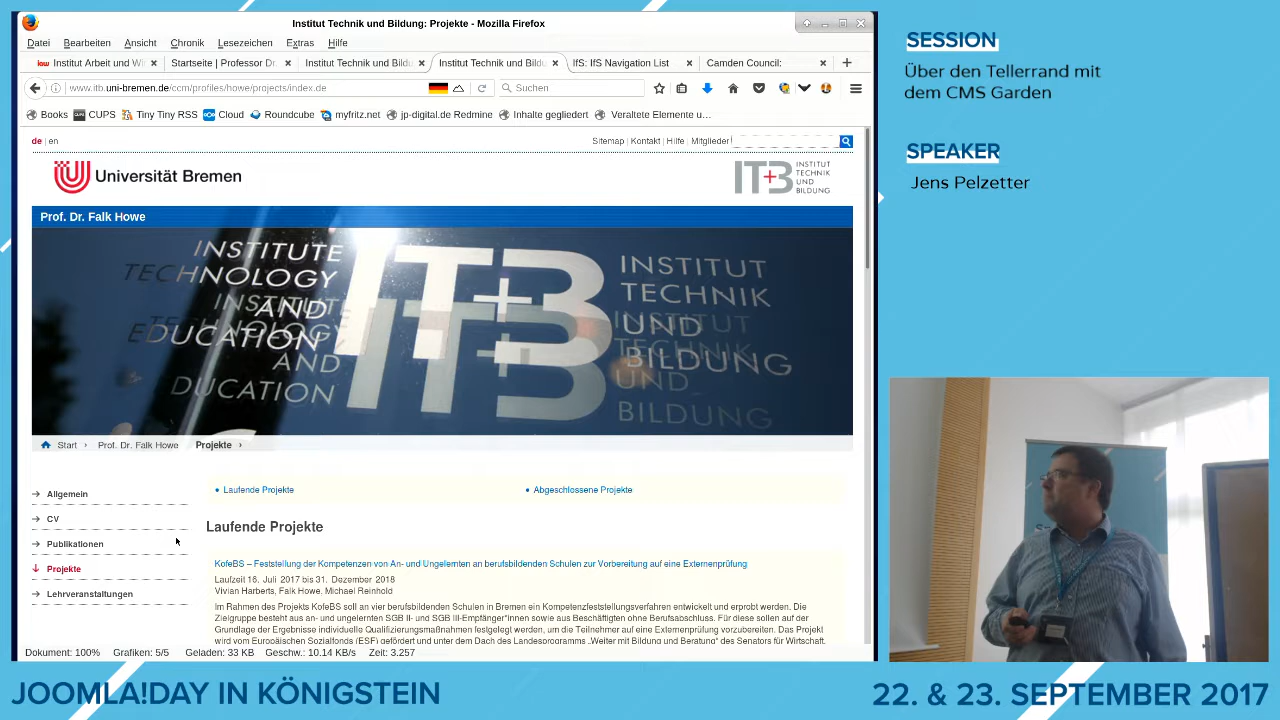 Institut Technik und Bildung: Projekte - Mozilla Firefox
Datei Bearbeiten Ansicht Chronik Lesezeichen Extras Hilfe
Institut Arbeit und Wi
Startseite | Professor Dr.
Institut Technik und Bildu
Institut Technik und Bildu
IfS: IfS Navigation List
Camden Council:
www.itb.uni-bremen.de/ccm/profiles/howe/projects/index.de
Suchen
Books CUPS Tiny Tiny RSS Cloud Roundcube myfritz.net jp-digital.de Redmine Inhalte gegliedert Veraltete Elemente u…
de | en
Sitemap | Kontakt | Hilfe | Mitglieder
Universität Bremen
IT+B INSTITUT
TECHNIK
UND
BILDUNG
Prof. Dr. Falk Howe
INSTITUTE
TECHNOLOGY
AND
EDUCATION
IT+B
INSTITUT
TECHNIK
UND
BILDUNG
Start › Prof. Dr. Falk Howe Projekte ›
Allgemein
CV
Publikationen
Projekte
Lehrveranstaltungen
Laufende Projekte
Abgeschlossene Projekte
Laufende Projekte
KofeBS – Feststellung der Kompetenzen von An- und Ungelernten an berufsbildenden Schulen zur Vorbereitung auf eine Externenprüfung
Laufzeit 16. Juli 2017 bis 31. Dezember 2018
Vivian Harberts, Falk Howe, Michael Reinhold
Im Rahmen des Projekts KofeBS soll an vier berufsbildenden Schulen in Bremen ein Kompetenzfeststellungsverfahren entwickelt und erprobt werden. Die
Zielgruppe besteht aus an- und ungelernten SGB II- und SGB III-Empfänger*innen sowie aus Beschäftigten ohne Berufsabschluss. Für diese sollen auf der
Grundlage der Ergebnisse individuelle Qualifizierungsmaßnahmen festgelegt werden, um die Teilnehmer auf eine Externenprüfung vorzubereiten. Das Projekt
wird vom Europäischen Sozialfonds (ESF) gefördert und unter dem Dach des Landesprogramms „Weiter mit Bildung und Beratung" des Senators für Wirtschaft,
Dokument: 100% Grafiken: 5/5 Geladen: 33 KB Geschw.: 10.14 KB/s Zeit: 3.257
SESSION
Über den Tellerrand mit
dem CMS Garden
SPEAKER
Jens Pelzetter
JOOMLA!DAY IN KÖNIGSTEIN
22. & 23. SEPTEMBER 2017